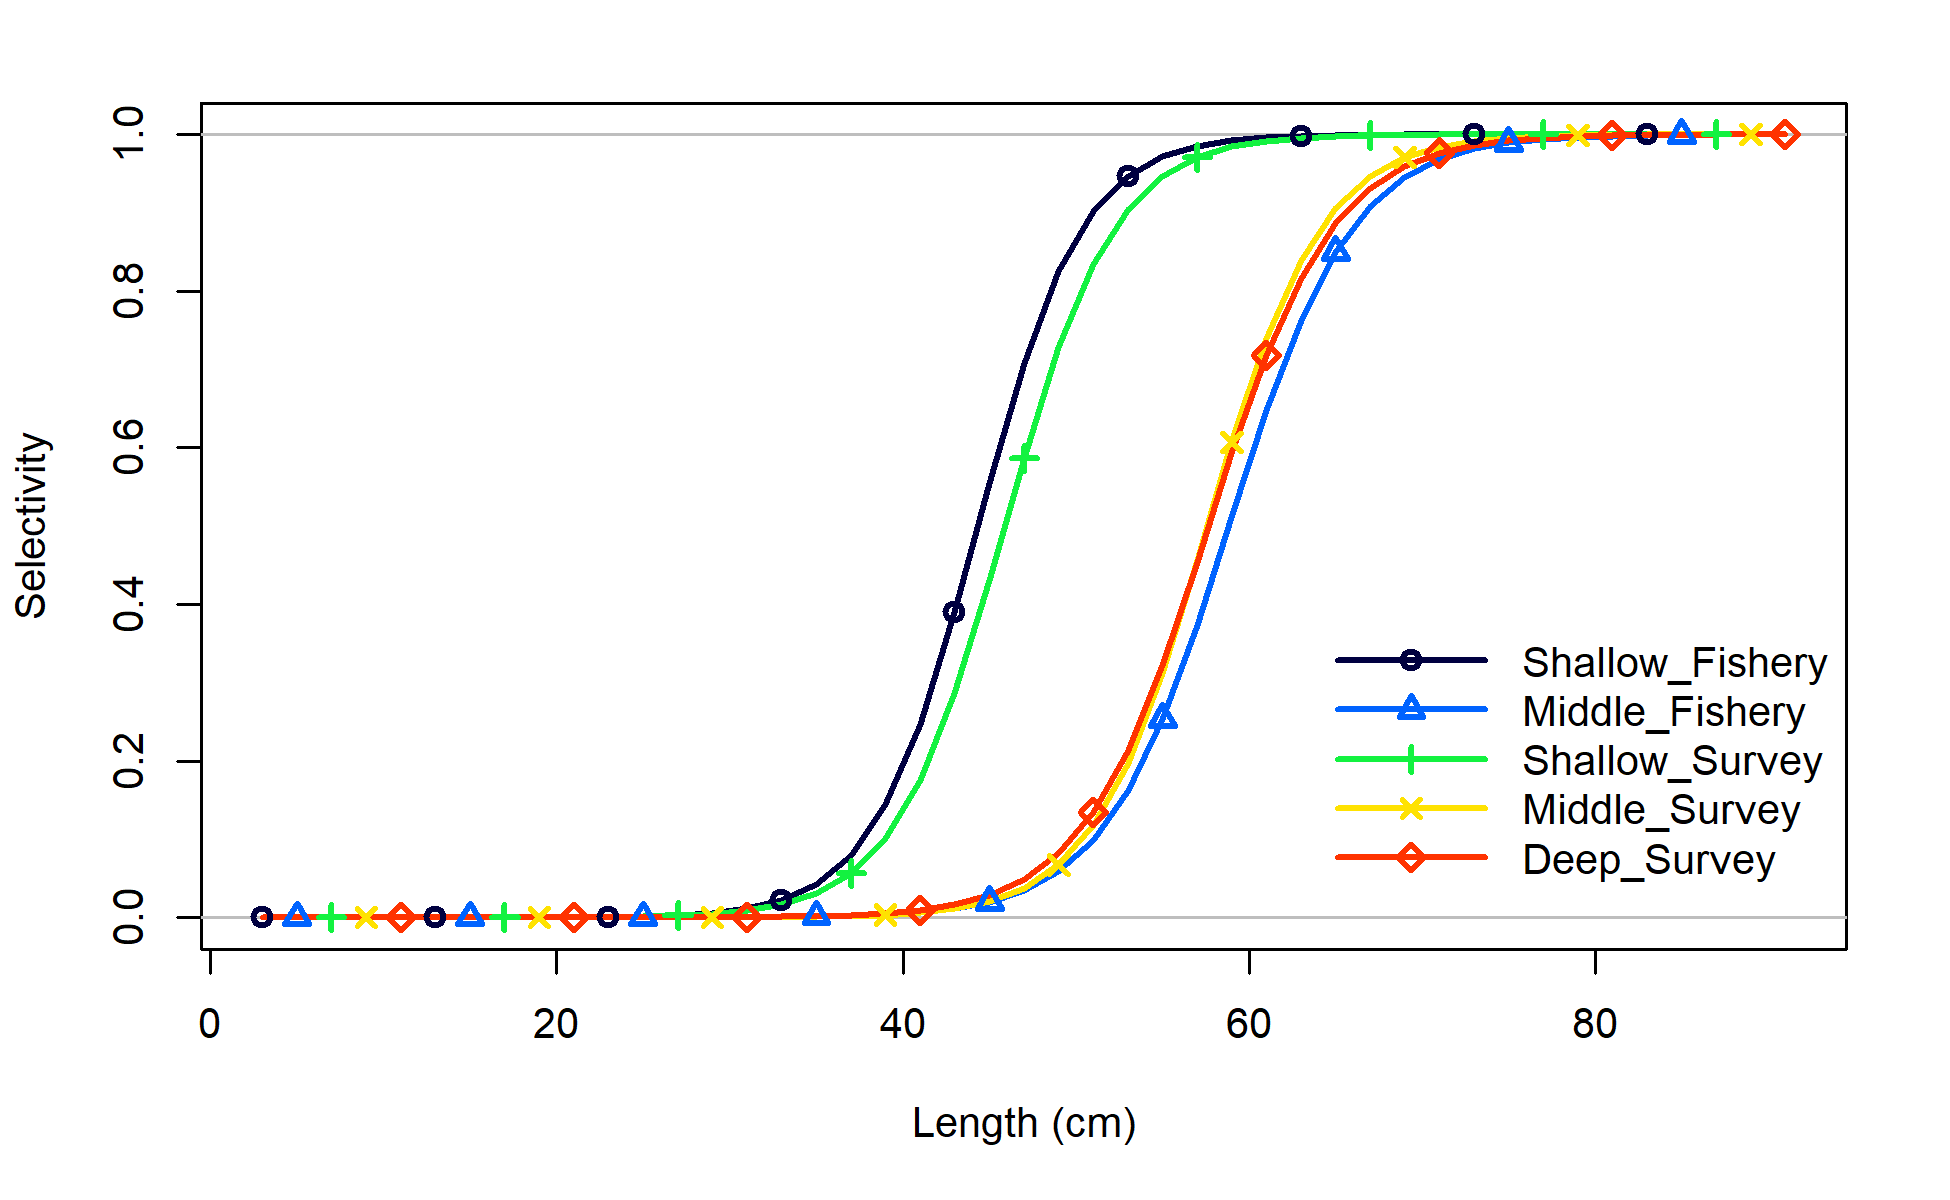 1.0
0.8
0.6
0.4
0.2
0.0
Selectivity
0 20 40 60 80
Length (cm)
Shallow_Fishery
Middle_Fishery
Shallow_Survey
Middle_Survey
Deep_Survey